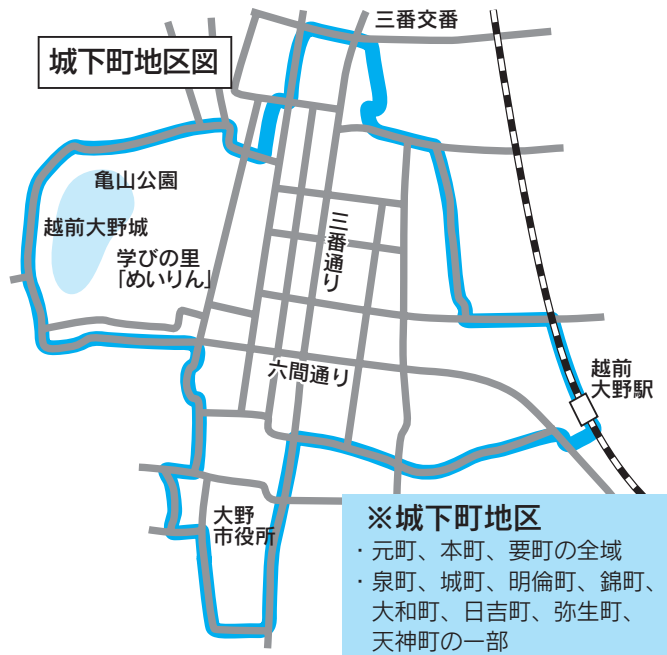 三番交番
城下町地区図
亀山公園
越前大野城
学びの里
「めいりん」
三番通り
六間通り
越前
大野駅
大野
市役所
※城下町地区
・元町、本町、要町の全域
・泉町、城町、明倫町、錦町、
大和町、日吉町、弥生町、
天神町の一部